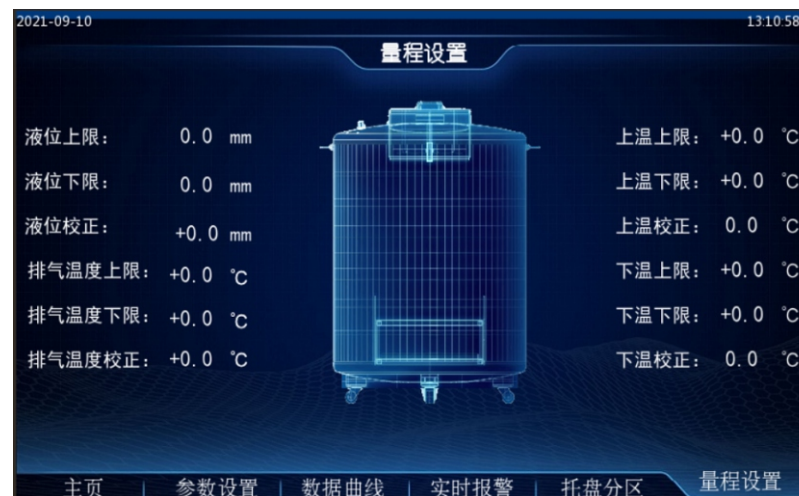 2021-09-10 13:10:58
量程设置
液位上限： 0.0 mm
液位下限： 0.0 mm
液位校正： +0.0 mm
排气温度上限： +0.0 ℃
排气温度下限： +0.0 ℃
排气温度校正： +0.0 ℃
上温上限： +0.0 ℃
上温下限： +0.0 ℃
上温校正： 0.0 ℃
下温上限： +0.0 ℃
下温下限： +0.0 ℃
下温校正： 0.0 ℃
主页 | 参数设置 | 数据曲线 | 实时报警 | 托盘分区 量程设置